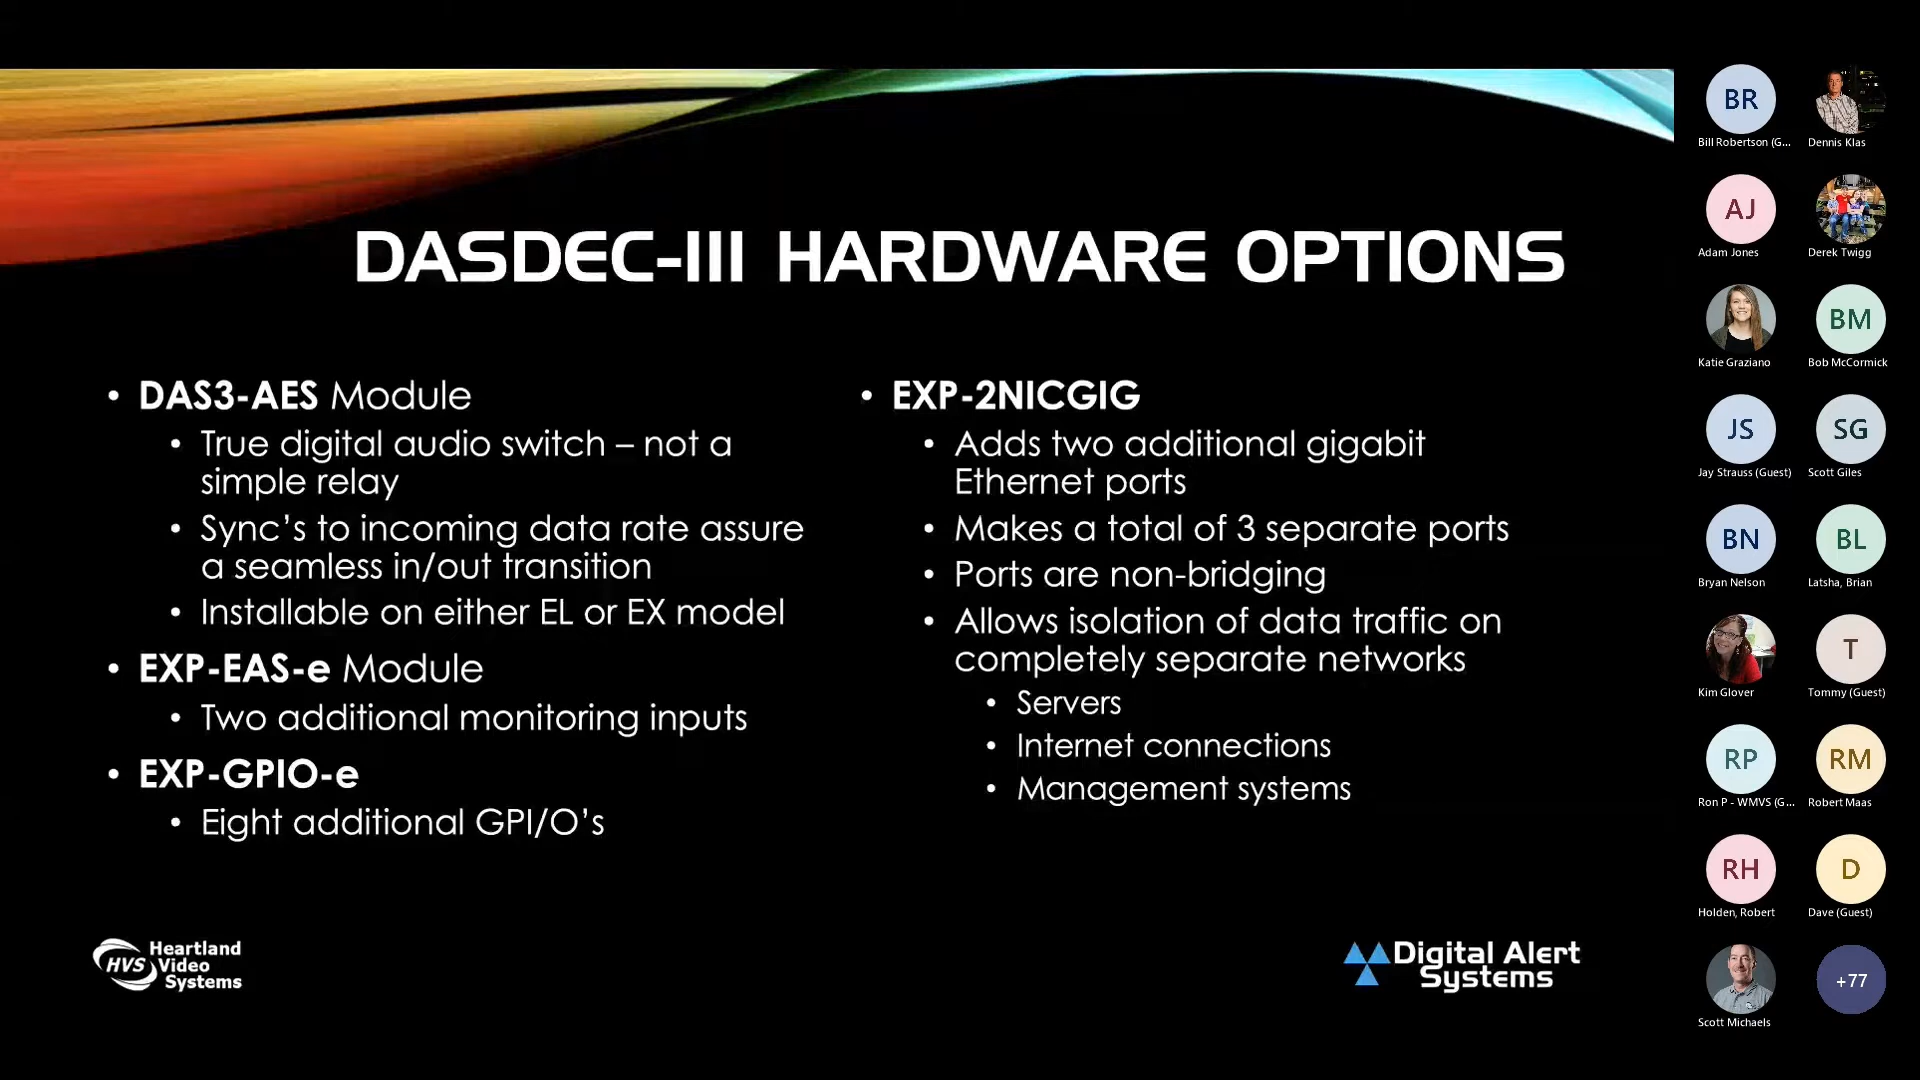 DASDEC-III HARDWARE OPTIONS
• DAS3-AES Module
• True digital audio switch – not a
simple relay
• Sync's to incoming data rate assure
a seamless in/out transition
• Installable on either EL or EX model
• EXP-EAS-e Module
• Two additional monitoring inputs
• EXP-GPIO-e
• Eight additional GPI/O's
• EXP-2NICGIG
• Adds two additional gigabit
Ethernet ports
• Makes a total of 3 separate ports
• Ports are non-bridging
• Allows isolation of data traffic on
completely separate networks
• Servers
• Internet connections
• Management systems
HVS
Heartland
Video
Systems
Digital Alert
Systems
BR
Bill Robertson (G...
Dennis Klas
AJ
Adam Jones
Derek Twigg
Katie Graziano
BM
Bob McCormick
JS
Jay Strauss (Guest)
SG
Scott Giles
BN
Bryan Nelson
BL
Latsha, Brian
Kim Glover
T
Tommy (Guest)
RP
Ron P - WMVS (G...
RM
Robert Maas
RH
Holden, Robert
D
Dave (Guest)
Scott Michaels
+77